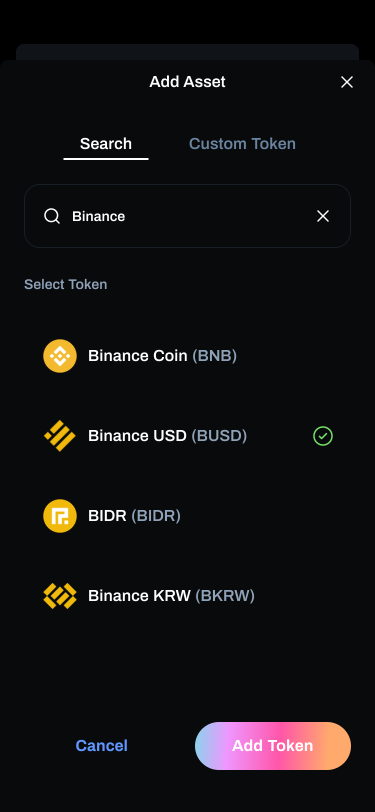 Add Asset
Search Custom Token
Binance
Select Token
Binance Coin (BNB)
Binance USD (BUSD)
BIDR (BIDR)
Binance KRW (BKRW)
Cancel Add Token